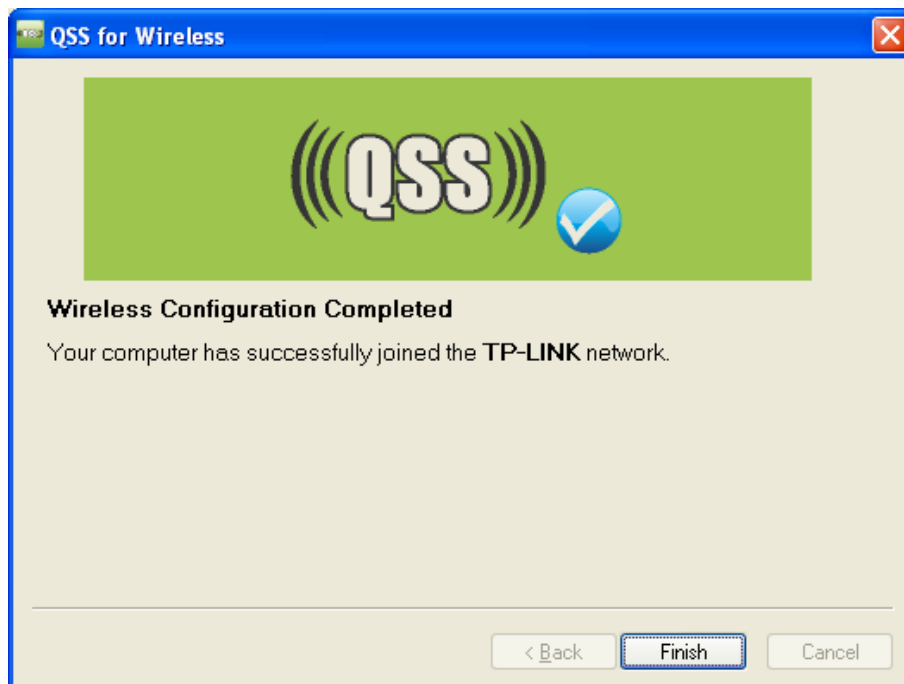 QSS for Wireless
(((QSS)))
Wireless Configuration Completed
Your computer has successfully joined the TP-LINK network.
< Back Finish Cancel